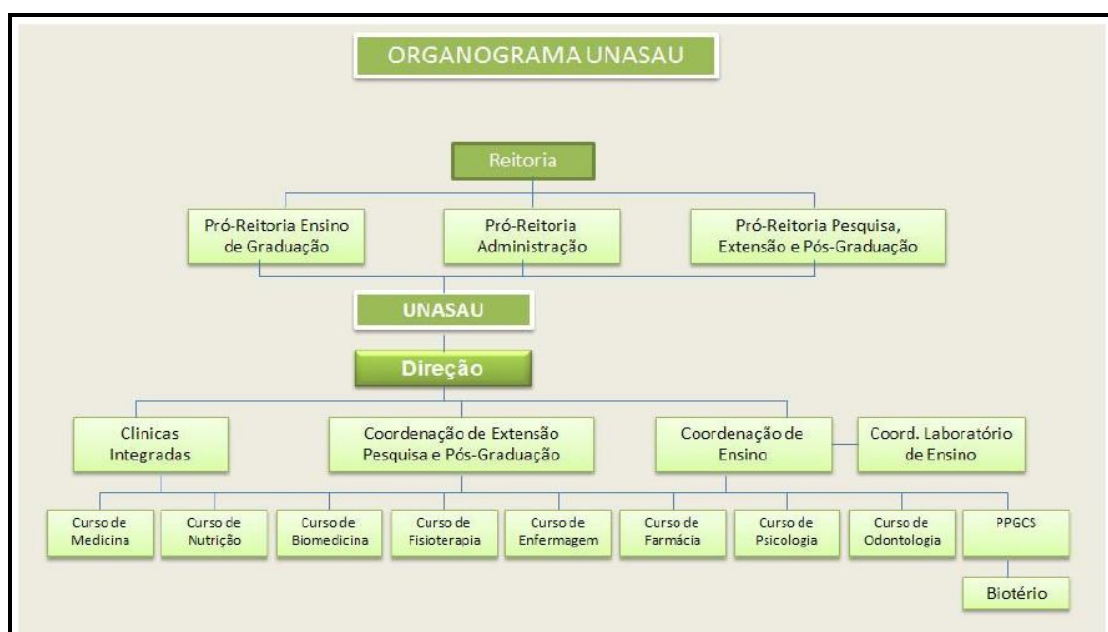 ORGANOGRAMA UNASAU
Reitoria
Pró-Reitoria Ensino
de Graduação
Pró-Reitoria
Administração
Pró-Reitoria Pesquisa,
Extensão e Pós-Graduação
UNASAU
Direção
Clinicas
Integradas
Coordenação de Extensão
Pesquisa e Pós-Graduação
Coordenação de
Ensino
Coord. Laboratório
de Ensino
Curso de
Medicina
Curso de
Nutrição
Curso de
Biomedicina
Curso de
Fisioterapia
Curso de
Enfermagem
Curso de
Farmácia
Curso de
Psicologia
Curso de
Odontologia
PPGCS
Biotério